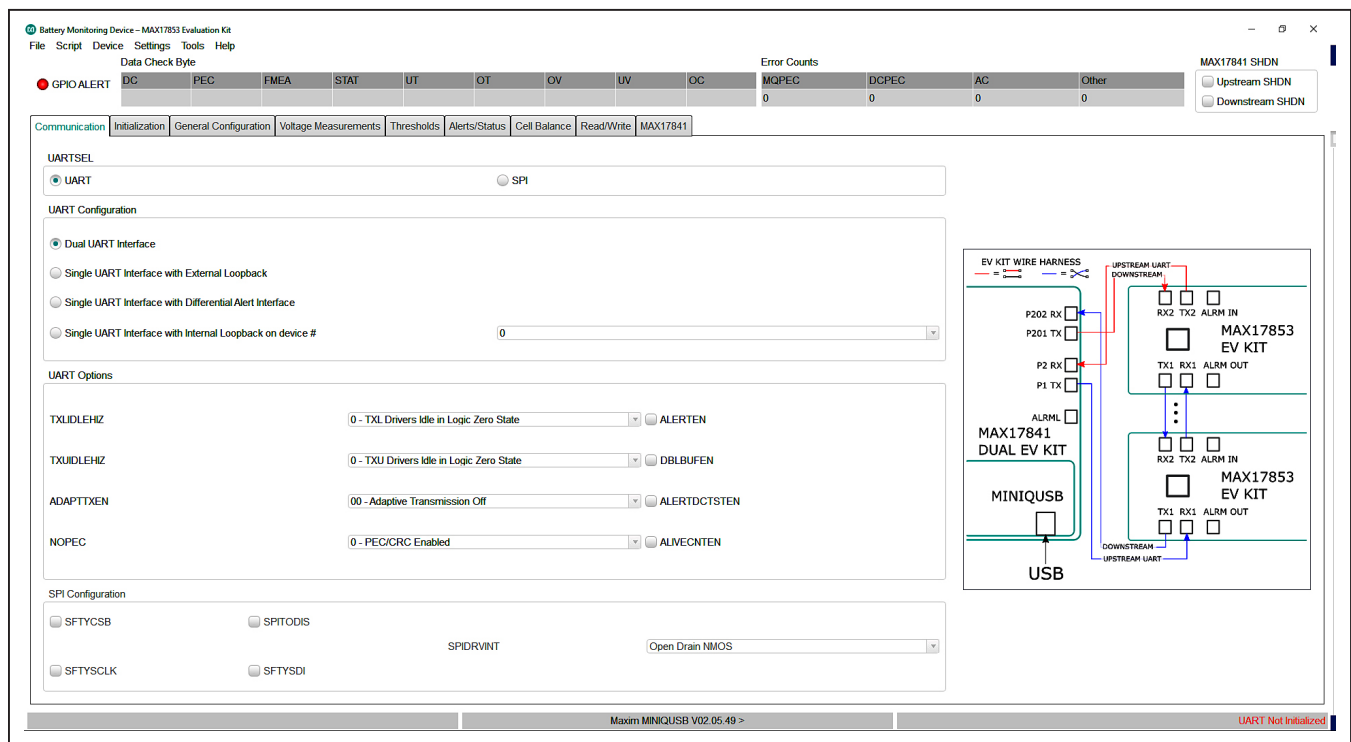 Battery Monitoring Device – MAX17853 Evaluation Kit
File Script Device Settings Tools Help
Data Check Byte
Error Counts
MAX17841 SHDN
GPIO ALERT
DC PEC FMEA STAT UT OT OV UV OC
MQPEC DCPEC AC Other
0 0 0 0
Upstream SHDN
Downstream SHDN
Communication Initialization General Configuration Voltage Measurements Thresholds Alerts/Status Cell Balance Read/Write MAX17841
UARTSEL
UART SPI
UART Configuration
Dual UART Interface
Single UART Interface with External Loopback
Single UART Interface with Differential Alert Interface
Single UART Interface with Internal Loopback on device # 0
UART Options
TXLIDLEHIZ 0 - TXL Drivers Idle in Logic Zero State ALERTEN
TXUIDLEHIZ 0 - TXU Drivers Idle in Logic Zero State DBLBUFEN
ADAPTTXEN 00 - Adaptive Transmission Off ALERTDCTSTEN
NOPEC 0 - PEC/CRC Enabled ALIVECNTEN
SPI Configuration
SFTYCSB SPITODIS
SPIDRVINT Open Drain NMOS
SFTYSCLK SFTYSDI
EV KIT WIRE HARNESS
= =
UPSTREAM UART
DOWNSTREAM
P202 RX
P201 TX
P2 RX
P1 TX
ALRML
MAX17841
DUAL EV KIT
MINIQUSB
USB
RX2 TX2 ALRM IN
MAX17853
EV KIT
TX1 RX1 ALRM OUT
RX2 TX2 ALRM IN
MAX17853
EV KIT
TX1 RX1 ALRM OUT
DOWNSTREAM
UPSTREAM UART
Maxim MINIQUSB V02.05.49 >
UART Not Initialized